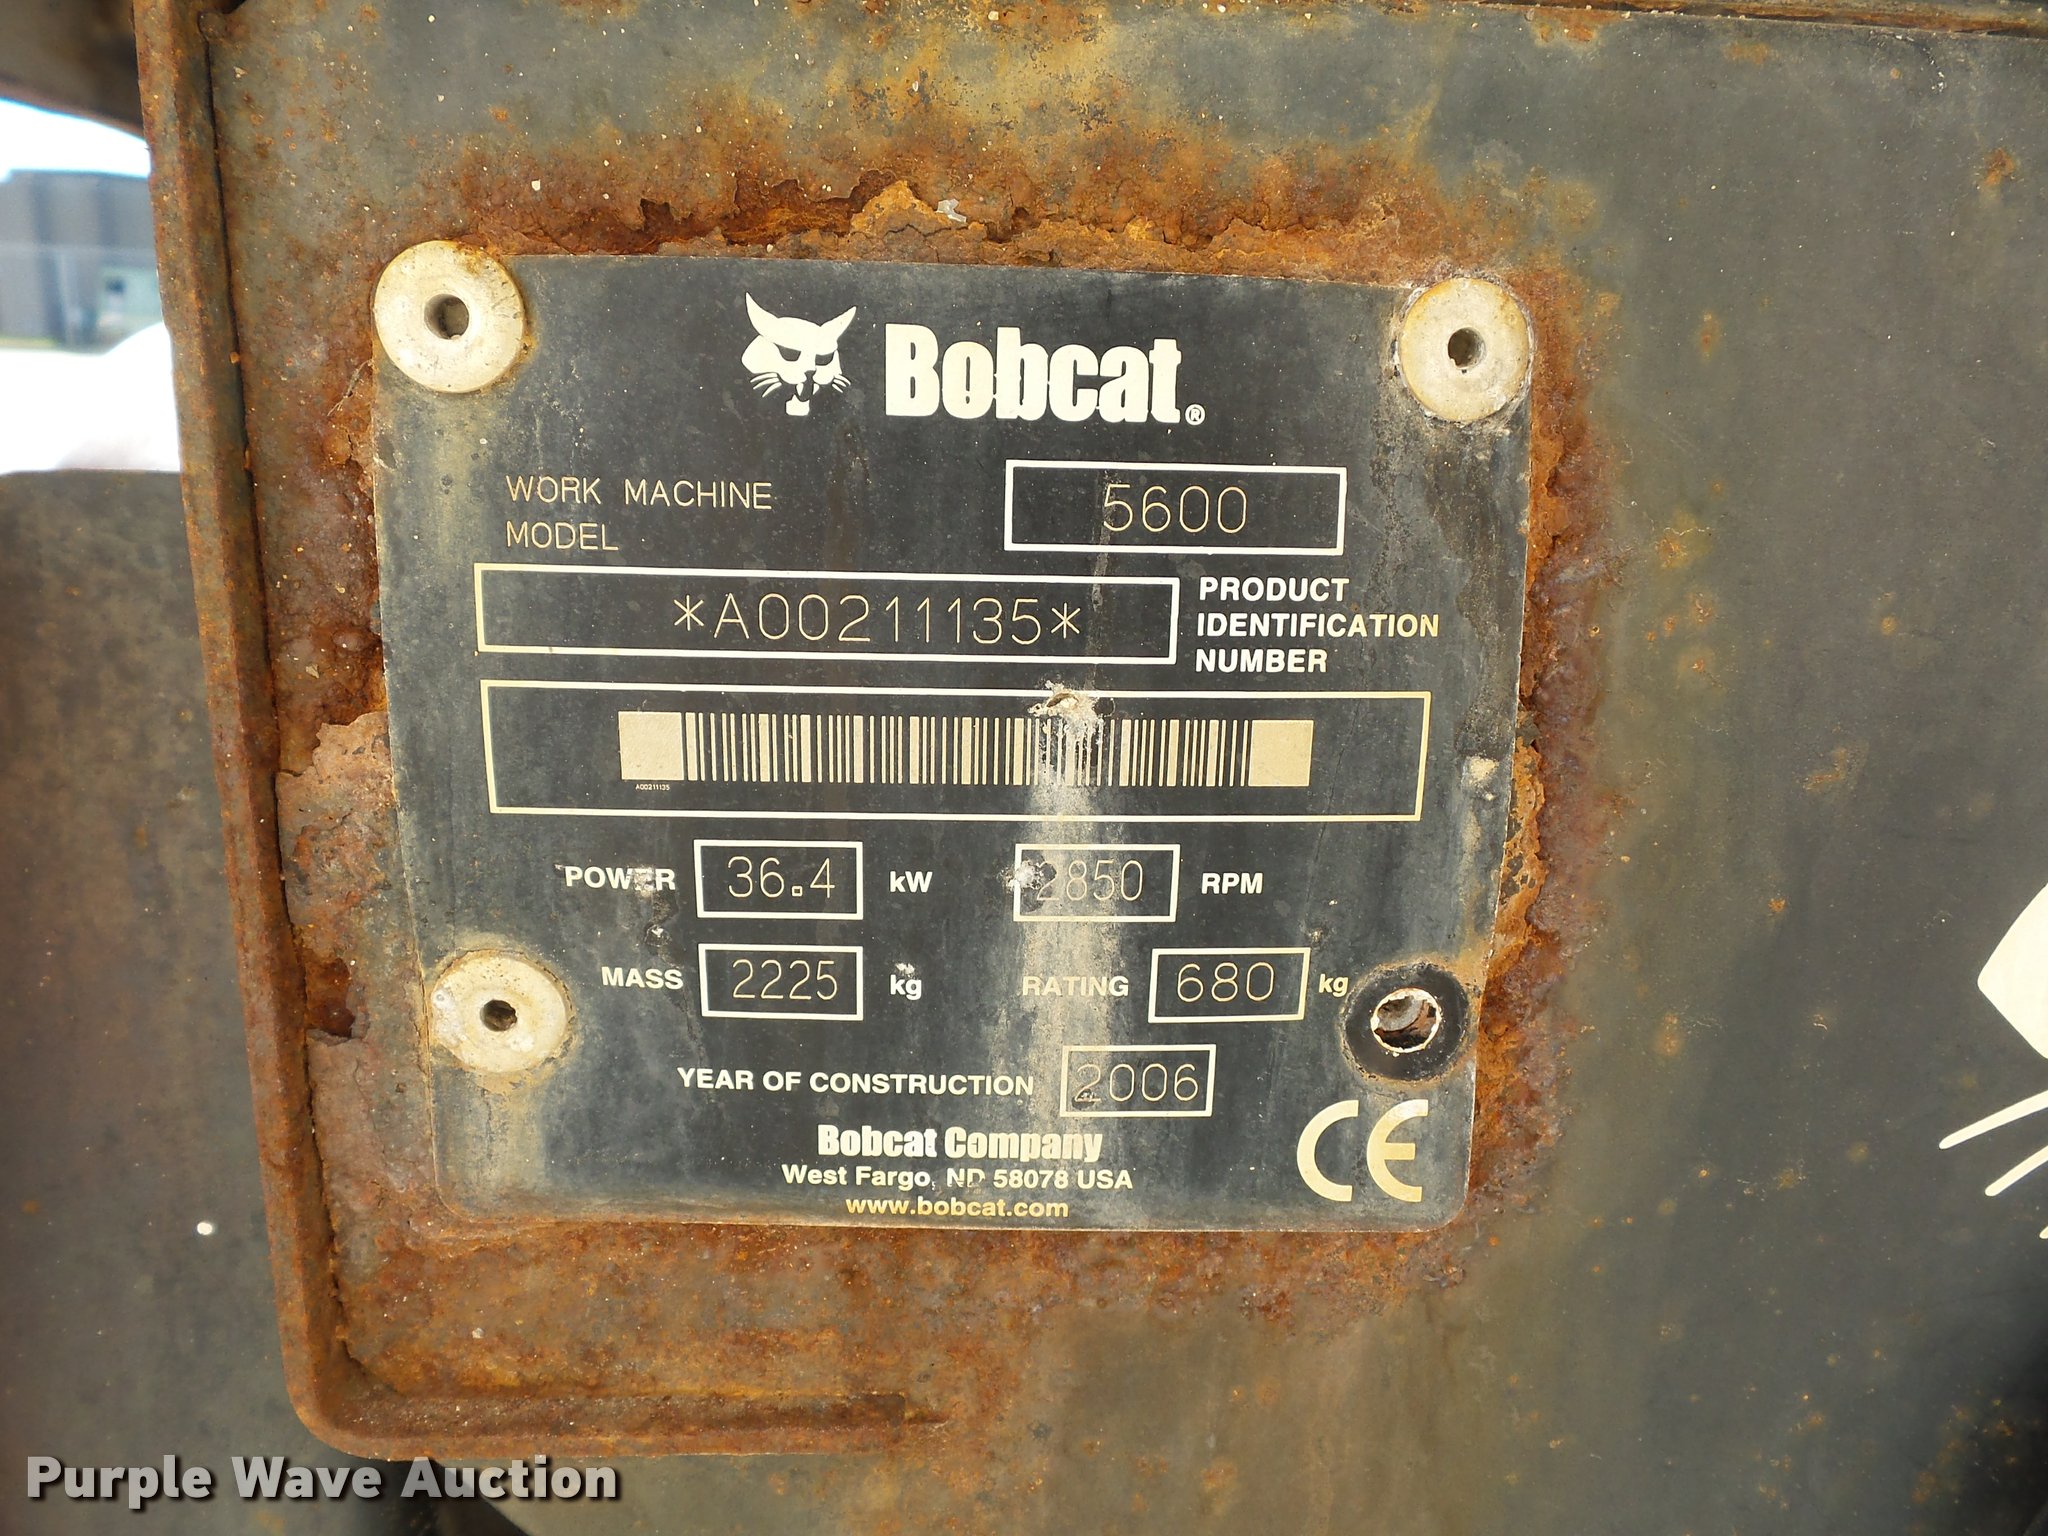 Bobcat®
WORK MACHINE MODEL
5600
*A00211135*
PRODUCT IDENTIFICATION NUMBER
A00211135
POWER 36.4 kW 2850 RPM
MASS 2225 kg RATING 680 kg
YEAR OF CONSTRUCTION 2006
Bobcat Company
West Fargo, ND 58078 USA
www.bobcat.com
CE
Purple Wave Auction